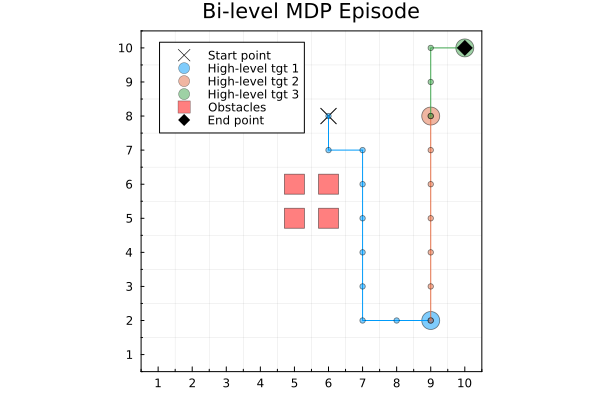 Bi-level MDP Episode
Start point
High-level tgt 1
High-level tgt 2
High-level tgt 3
Obstacles
End point
10
9
8
7
6
5
4
3
2
1
1 2 3 4 5 6 7 8 9 10